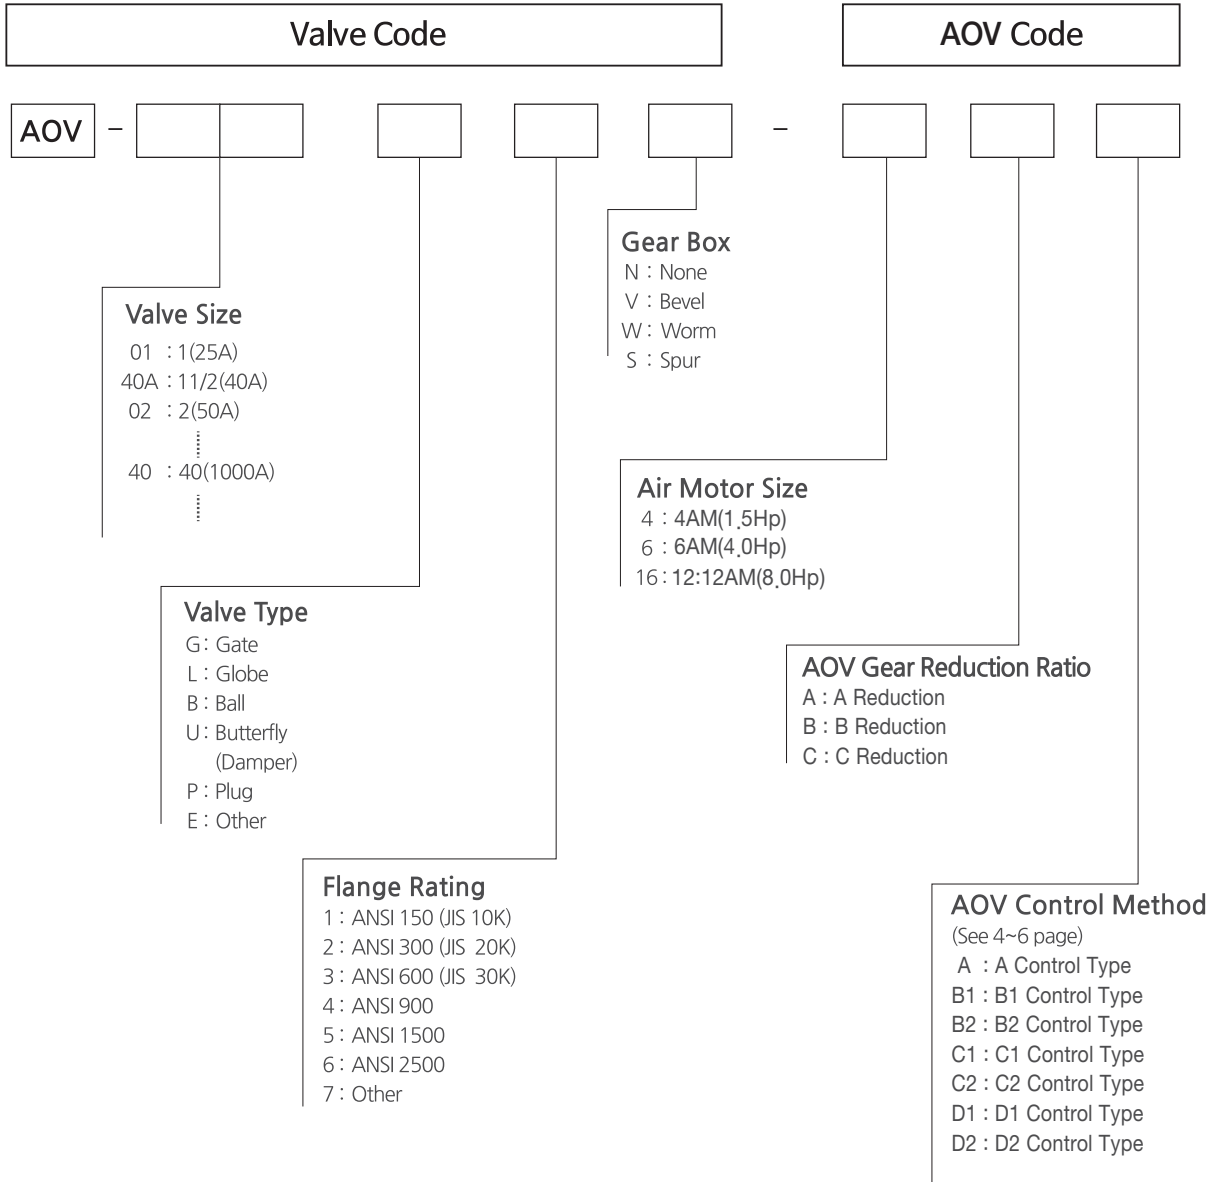 Valve Code
AOV Code
AOV - -
Gear Box
N : None
V : Bevel
W : Worm
S : Spur
Valve Size
01 : 1(25A)
40A : 11/2(40A)
02 : 2(50A)
40 : 40(1000A)
Air Motor Size
4 : 4AM(1.5Hp)
6 : 6AM(4.0Hp)
16 : 12:12AM(8.0Hp)
Valve Type
G : Gate
L : Globe
B : Ball
U : Butterfly
(Damper)
P : Plug
E : Other
AOV Gear Reduction Ratio
A : A Reduction
B : B Reduction
C : C Reduction
Flange Rating
1 : ANSI 150 (JIS 10K)
2 : ANSI 300 (JIS 20K)
3 : ANSI 600 (JIS 30K)
4 : ANSI 900
5 : ANSI 1500
6 : ANSI 2500
7 : Other
AOV Control Method
(See 4~6 page)
A : A Control Type
B1 : B1 Control Type
B2 : B2 Control Type
C1 : C1 Control Type
C2 : C2 Control Type
D1 : D1 Control Type
D2 : D2 Control Type